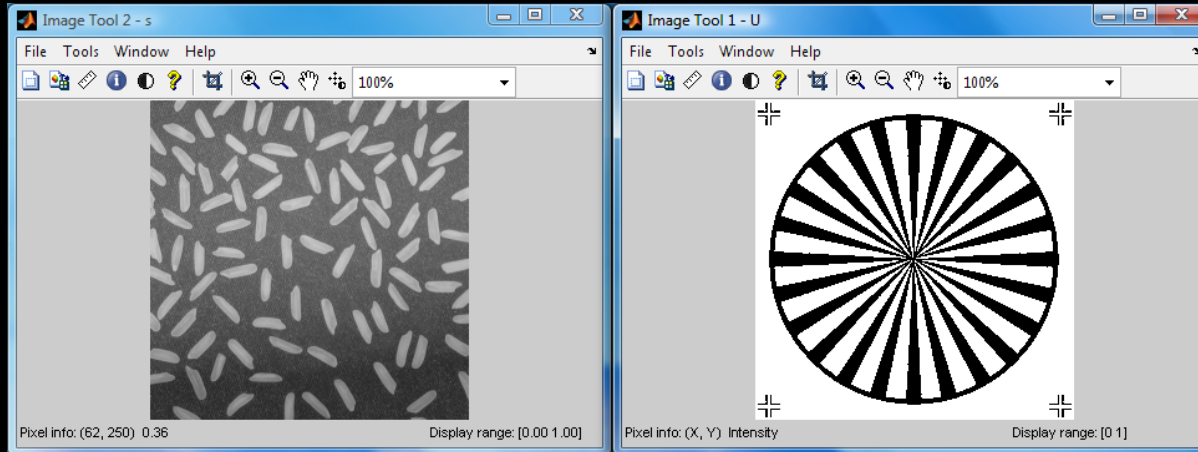 Image Tool 2 - s
File Tools Window Help
100%
Pixel info: (62, 250) 0.36
Display range: [0.00 1.00]
Image Tool 1 - U
File Tools Window Help
100%
Pixel info: (X, Y) Intensity
Display range: [0 1]